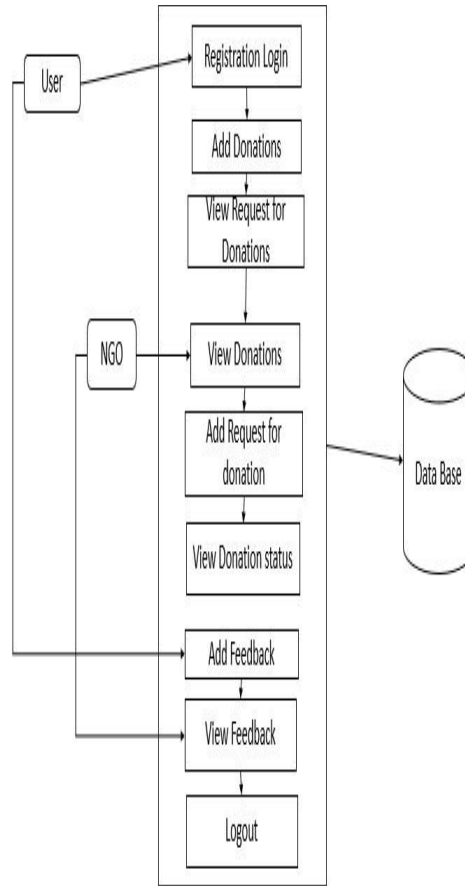 User
Registration Login
Add Donations
View Request for
Donations
NGO
View Donations
Add Request for
donation
Data Base
View Donation status
Add Feedback
View Feedback
Logout